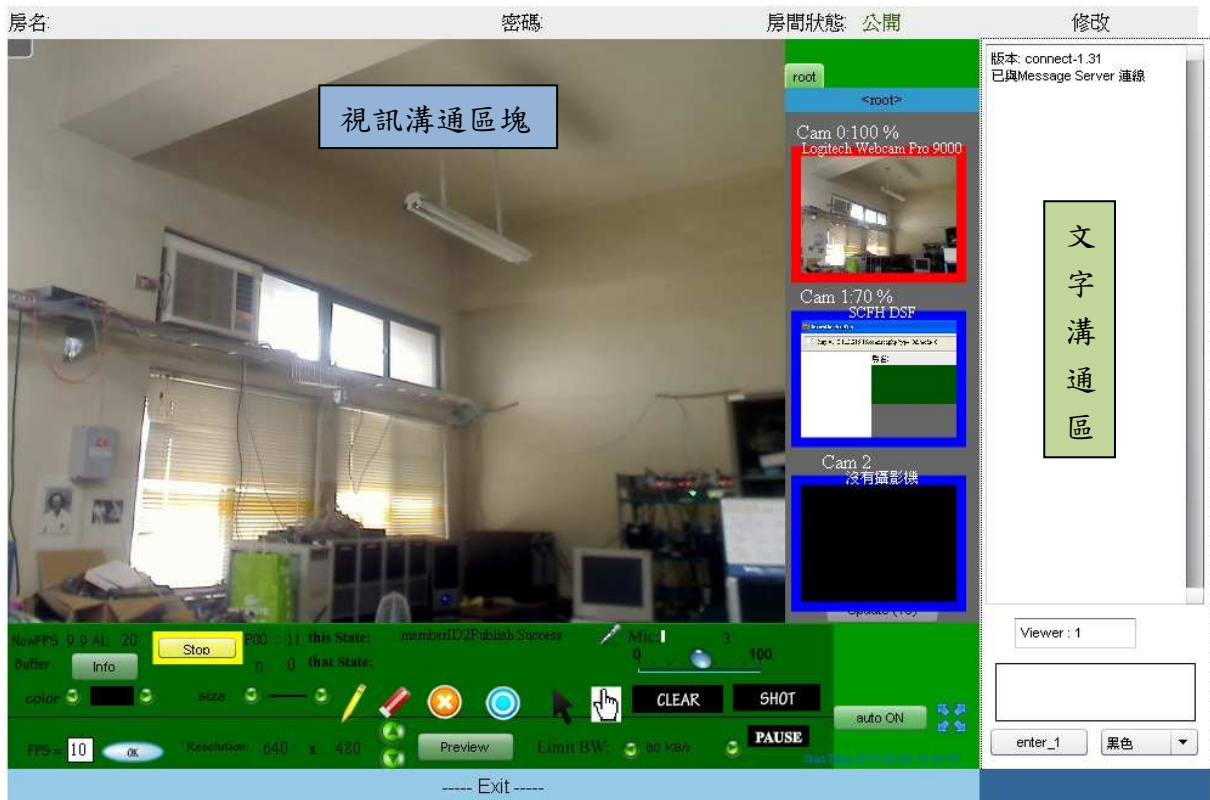 房名:
密碼:
房間狀態: 公開
修改
視訊溝通區塊
root
<root>
Cam 0:100 %
Logitech Webcam Pro 9000
Cam 1:70 %
SCFH DSF
房名:
Cam 2
沒有攝影機
版本: connect-1.31
已與Message Server 連線
文字溝通區
Viewer : 1
enter_1
黑色
NowFPS 9.9 AL: 20
Stop
: 11 this State: memberID2Publish Success
Mic:
3
Buffer
Info
0 that State:
0
100
color
size
CLEAR
SHOT
auto ON
FPS = 10
OK
Resolution: 640 x 480
Preview
Limit BW: 80 KB/s
PAUSE
----- Exit -----